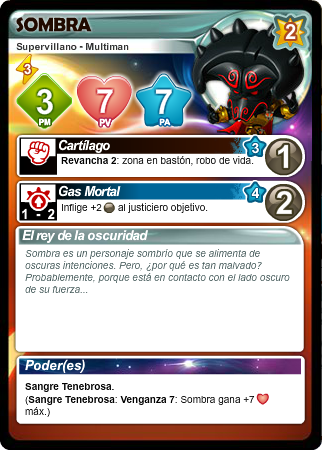 SOMBRA
2
Supervillano - Multiman
3
3
PM
7
PV
7
PA
Cartílago
3
1
Revancha 2: zona en bastón, robo de vida.
Gas Mortal
4
2
1 - 2
Inflige +2 al justiciero objetivo.
El rey de la oscuridad
Sombra es un personaje sombrío que se alimenta de
oscuras intenciones. Pero, ¿por qué es tan malvado?
Probablemente, porque está en contacto con el lado oscuro
de su fuerza...
Poder(es)
Sangre Tenebrosa.
(Sangre Tenebrosa: Venganza 7: Sombra gana +7
máx.)